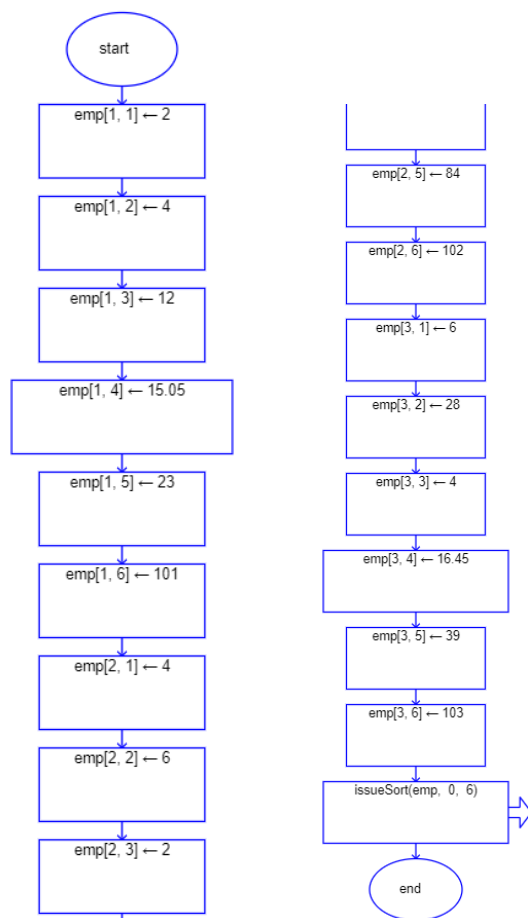 start
emp[1, 1] ← 2
emp[1, 2] ← 4
emp[1, 3] ← 12
emp[1, 4] ← 15.05
emp[1, 5] ← 23
emp[1, 6] ← 101
emp[2, 1] ← 4
emp[2, 2] ← 6
emp[2, 3] ← 2
emp[2, 5] ← 84
emp[2, 6] ← 102
emp[3, 1] ← 6
emp[3, 2] ← 28
emp[3, 3] ← 4
emp[3, 4] ← 16.45
emp[3, 5] ← 39
emp[3, 6] ← 103
issueSort(emp, 0, 6)
end